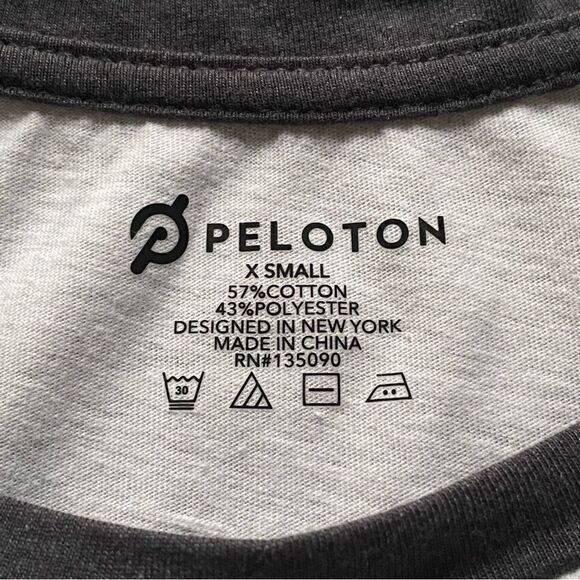 PELOTON
X SMALL
57%COTTON
43%POLYESTER
DESIGNED IN NEW YORK
MADE IN CHINA
RN#135090
30